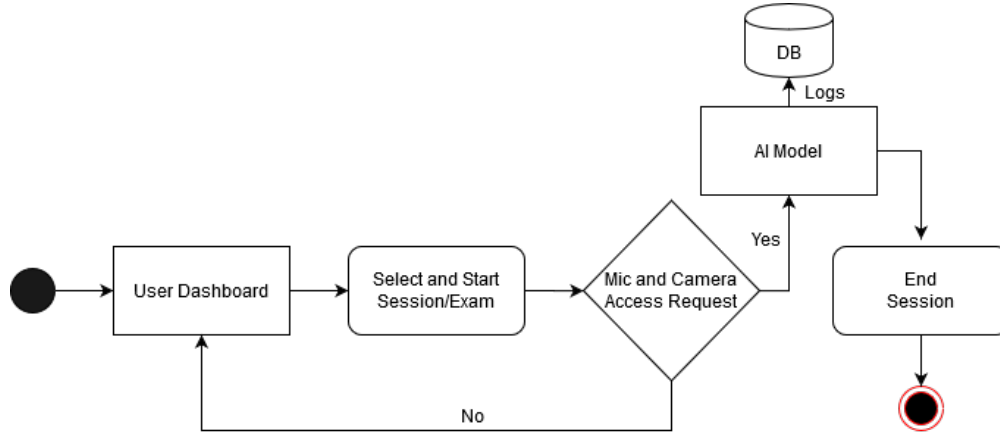 DB
Logs
AI Model
Yes
User Dashboard
Select and Start
Session/Exam
Mic and Camera
Access Request
End
Session
No